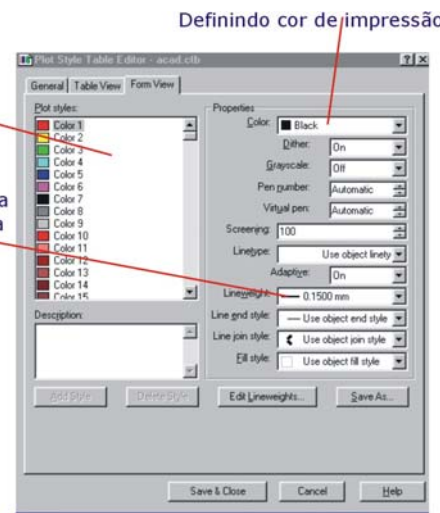 Definindo cor de impressão
Plot Style Table Editor - acad.ctb
General
Table View
Form View
Plot styles:
Color 1
Color 2
Color 3
Color 4
Color 5
Color 6
Color 7
Color 8
Color 9
Color 10
Color 11
Color 12
Color 13
Color 14
Color 15
a
a
Description:
Add Style
Delete Style
Properties
Color: Black
Dither: On
Grayscale: Off
Pen number: Automatic
Virtual pen: Automatic
Screening: 100
Linetype: Use object linety
Adaptive: On
Lineweight: 0.1500 mm
Line end style: Use object end style
Line join style: Use object join style
Fill style: Use object fill style
Edit Lineweights...
Save As...
Save & Close
Cancel
Help